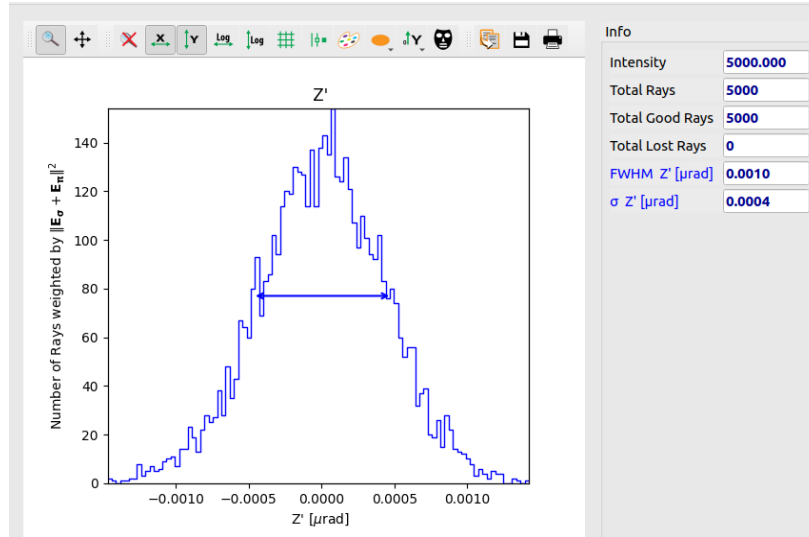 Info
Log
Log
Y
Y
Intensity 5000.000
Total Rays 5000
Total Good Rays 5000
Total Lost Rays 0
FWHM Z' [μrad] 0.0010
σ Z' [μrad] 0.0004
Z'
140
120
100
80
60
40
20
0
Number of Rays weighted by ‖Eσ + Eπ‖²
−0.0010 −0.0005 0.0000 0.0005 0.0010
Z' [μrad]